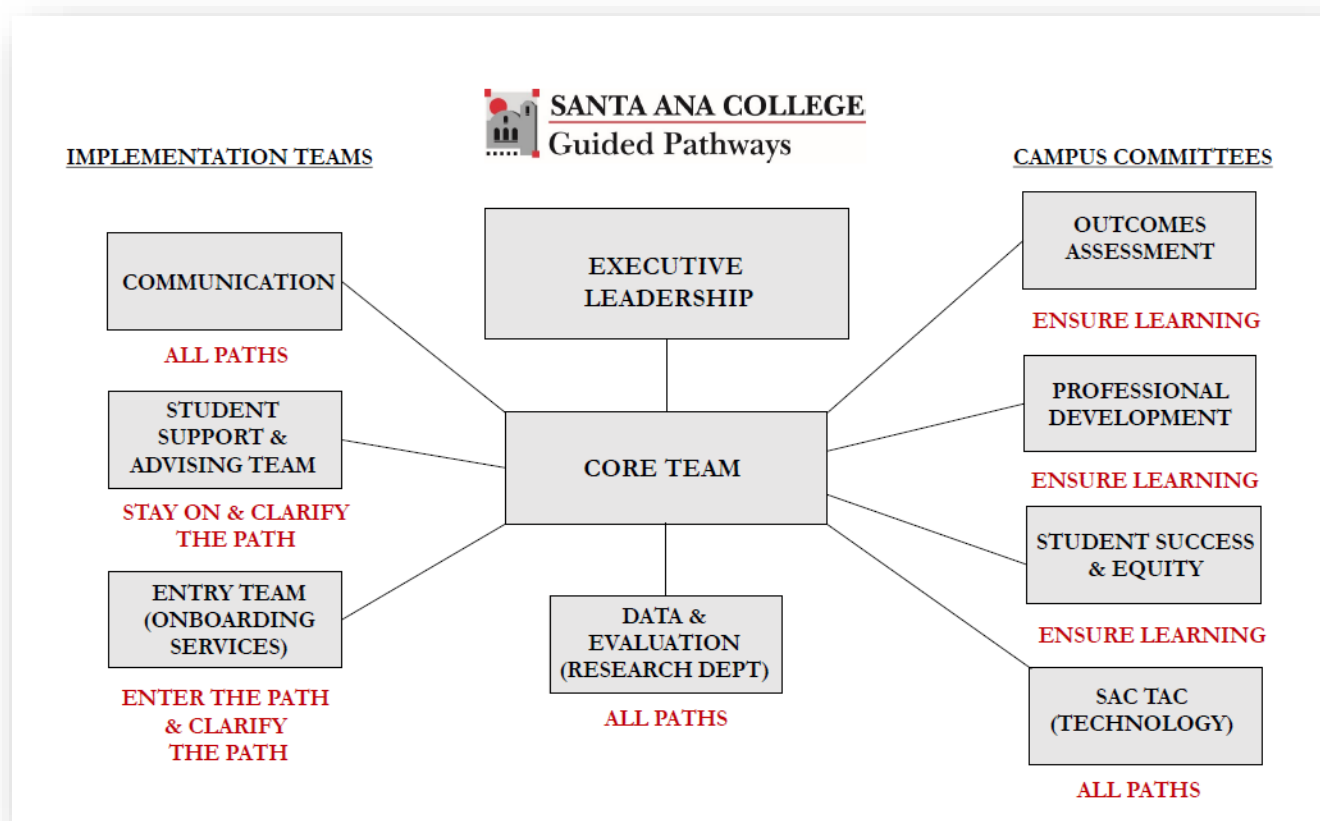 SANTA ANA COLLEGE
Guided Pathways
IMPLEMENTATION TEAMS
COMMUNICATION
ALL PATHS
STUDENT
SUPPORT &
ADVISING TEAM
STAY ON & CLARIFY
THE PATH
ENTRY TEAM
(ONBOARDING
SERVICES)
ENTER THE PATH
& CLARIFY
THE PATH
EXECUTIVE
LEADERSHIP
CORE TEAM
DATA &
EVALUATION
(RESEARCH DEPT)
ALL PATHS
CAMPUS COMMITTEES
OUTCOMES
ASSESSMENT
ENSURE LEARNING
PROFESSIONAL
DEVELOPMENT
ENSURE LEARNING
STUDENT SUCCESS
& EQUITY
ENSURE LEARNING
SAC TAC
(TECHNOLOGY)
ALL PATHS